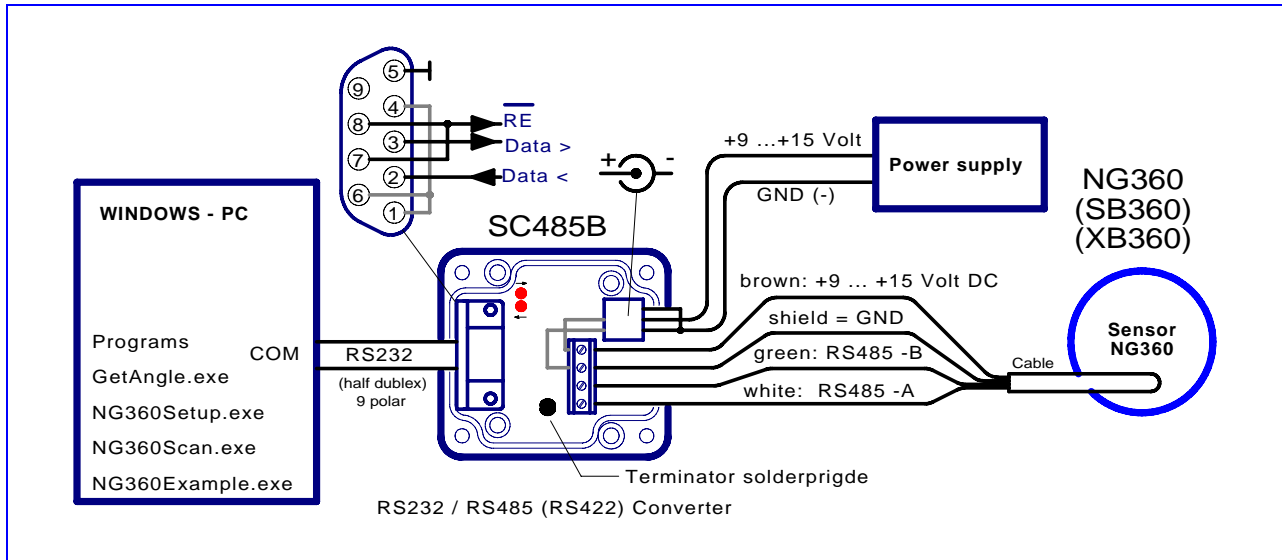 5
9
4
8
3
7
2
6
1
RE
Data >
Data <
+ -
+9 ...+15 Volt
GND (-)
Power supply
NG360
(SB360)
(XB360)
WINDOWS - PC
Programs
GetAngle.exe
NG360Setup.exe
NG360Scan.exe
NG360Example.exe
COM
RS232
(half dublex)
9 polar
SC485B
brown: +9 ... +15 Volt DC
shield = GND
green: RS485 -B
white: RS485 -A
Cable
Sensor
NG360
Terminator solderprigde
RS232 / RS485 (RS422) Converter